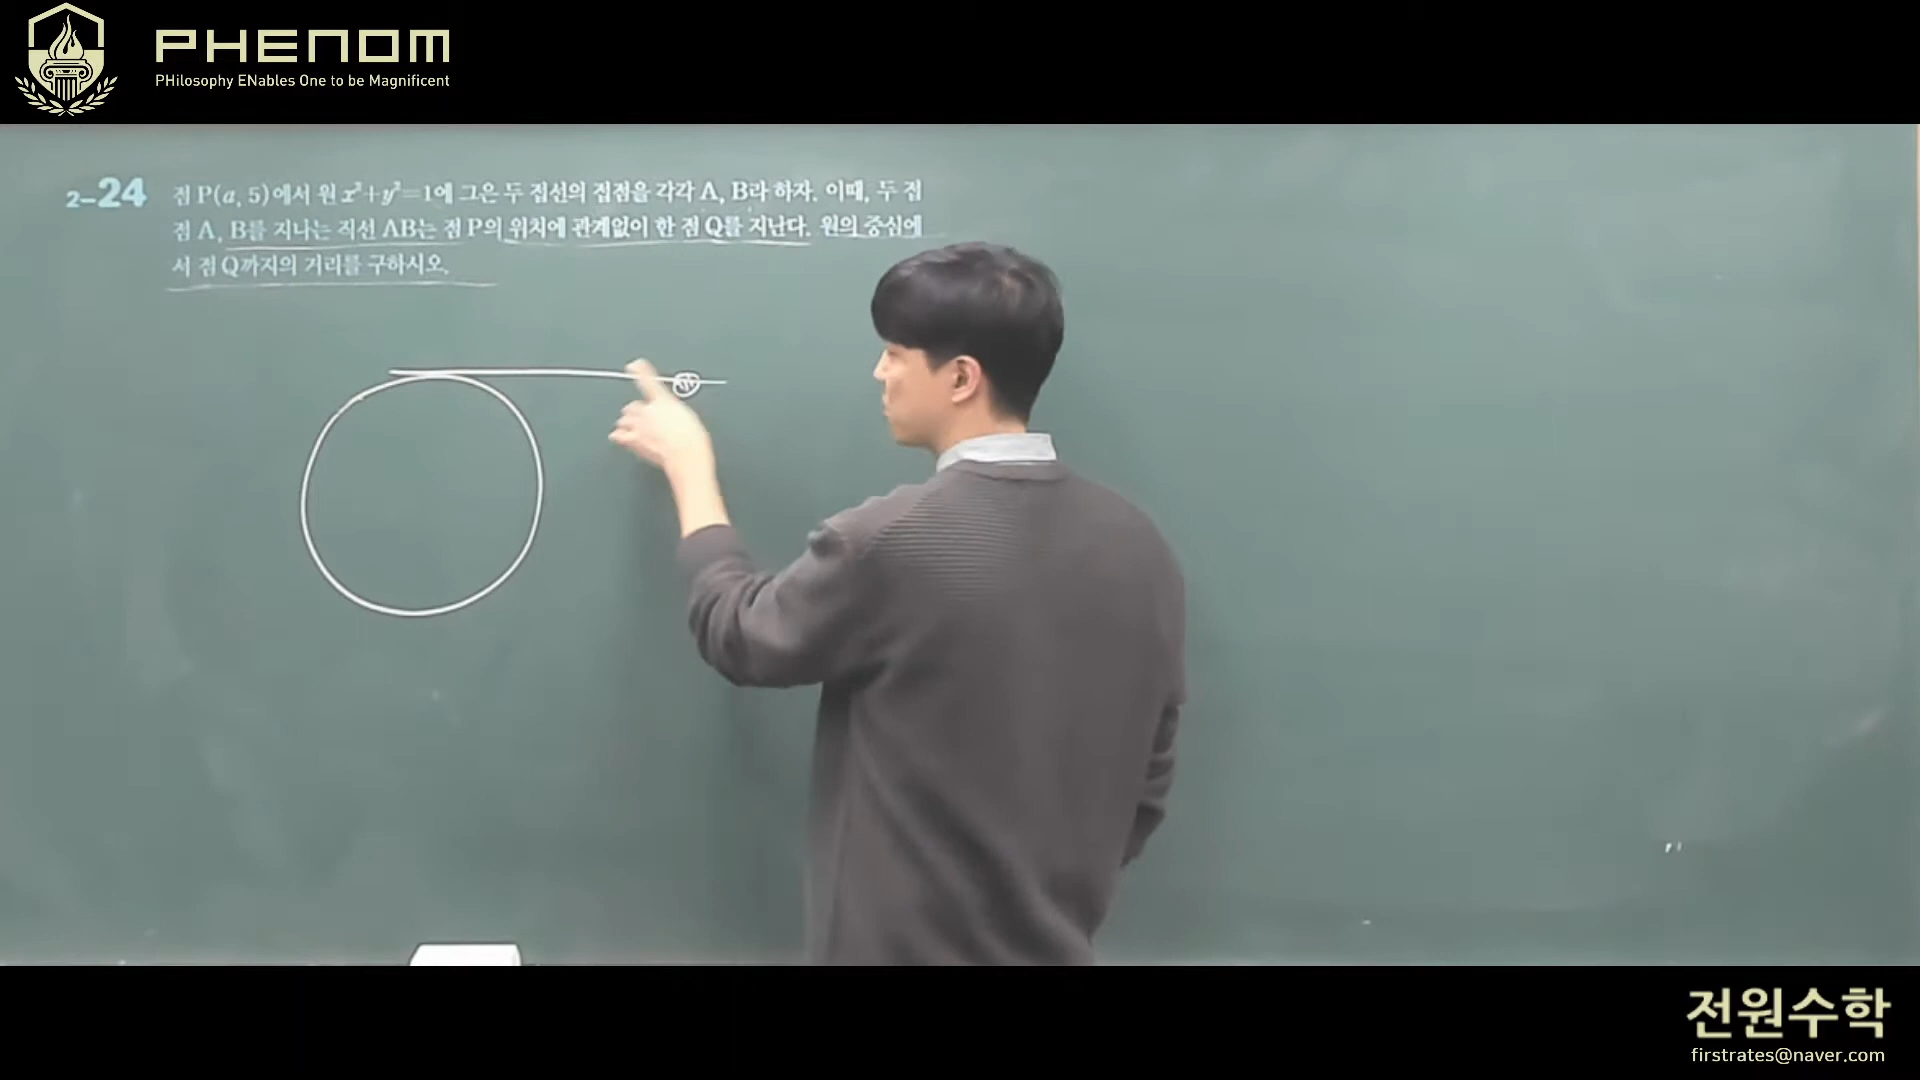 PHENOM
PHilosophy ENables One to be Magnificent
2-24 점 P(a, 5)에서 원 x²+y²=1에 그은 두 접선의 접점을 각각 A, B라 하자. 이때, 두 점
점 A, B를 지나는 직선 AB는 점 P의 위치에 관계없이 한 점 Q를 지난다. 원의 중심에
서 점 Q까지의 거리를 구하시오.
전원수학
firstrates@naver.com